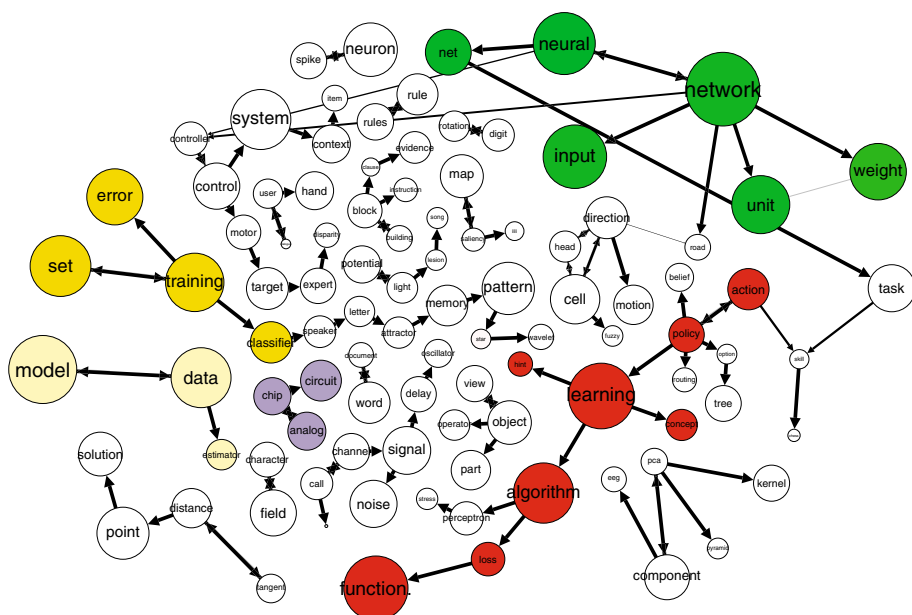 neural
net
neuron
spike
network
item
rule
system
rules
rotation
digit
controller
context
evidence
input
clause
weight
map
control
user
hand
block
instruction
unit
error
direction
song
motor
disparity
building
saliency
head
road
set
training
potential
belief
target
expert
light
lesion
pattern
cell
motion
action
task
letter
memory
classifier
speaker
attractor
star
wavelet
fuzzy
policy
option
skill
document
oscillator
hint
model
data
circuit
view
routing
chip
word
delay
learning
tree
analog
operator
object
concept
solution
estimator
character
channel
signal
part
pca
call
eeg
kernel
field
noise
stress
algorithm
distance
perceptron
point
pyramid
loss
component
tangent
function.